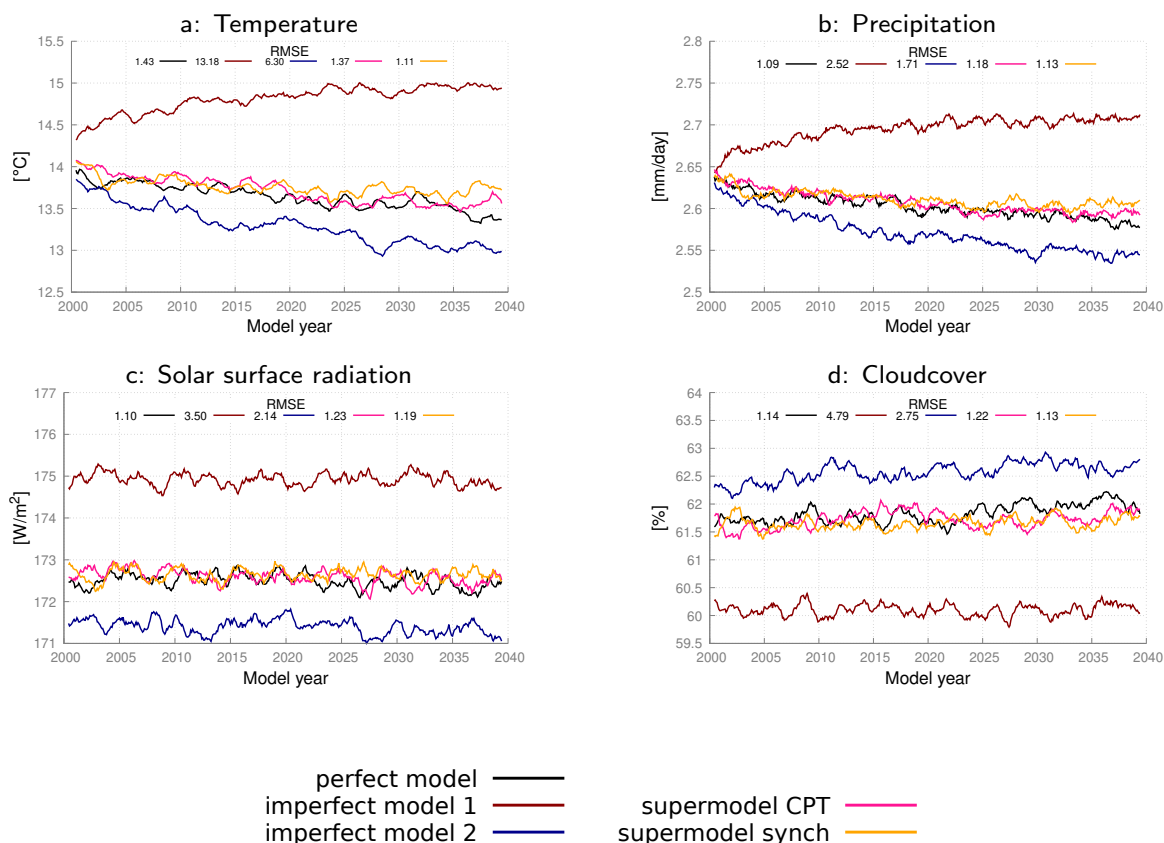 a: Temperature
RMSE
1.43 13.18 6.30 1.37 1.11
15.5
15
14.5
14
13.5
13
12.5
[°C]
2000 2005 2010 2015 2020 2025 2030 2035 2040
Model year
b: Precipitation
RMSE
1.09 2.52 1.71 1.18 1.13
2.8
2.7
2.65
2.6
2.55
2.5
[mm/day]
2000 2005 2010 2015 2020 2025 2030 2035 2040
Model year
c: Solar surface radiation
RMSE
1.10 3.50 2.14 1.23 1.19
177
176
175
174
173
172
171
[W/m²]
2000 2005 2010 2015 2020 2025 2030 2035 2040
Model year
d: Cloudcover
RMSE
1.14 4.79 2.75 1.22 1.13
64
63
62.5
62
61.5
61
60.5
60
59.5
[%]
2000 2005 2010 2015 2020 2025 2030 2035 2040
Model year
perfect model
imperfect model 1
imperfect model 2
supermodel CPT
supermodel synch